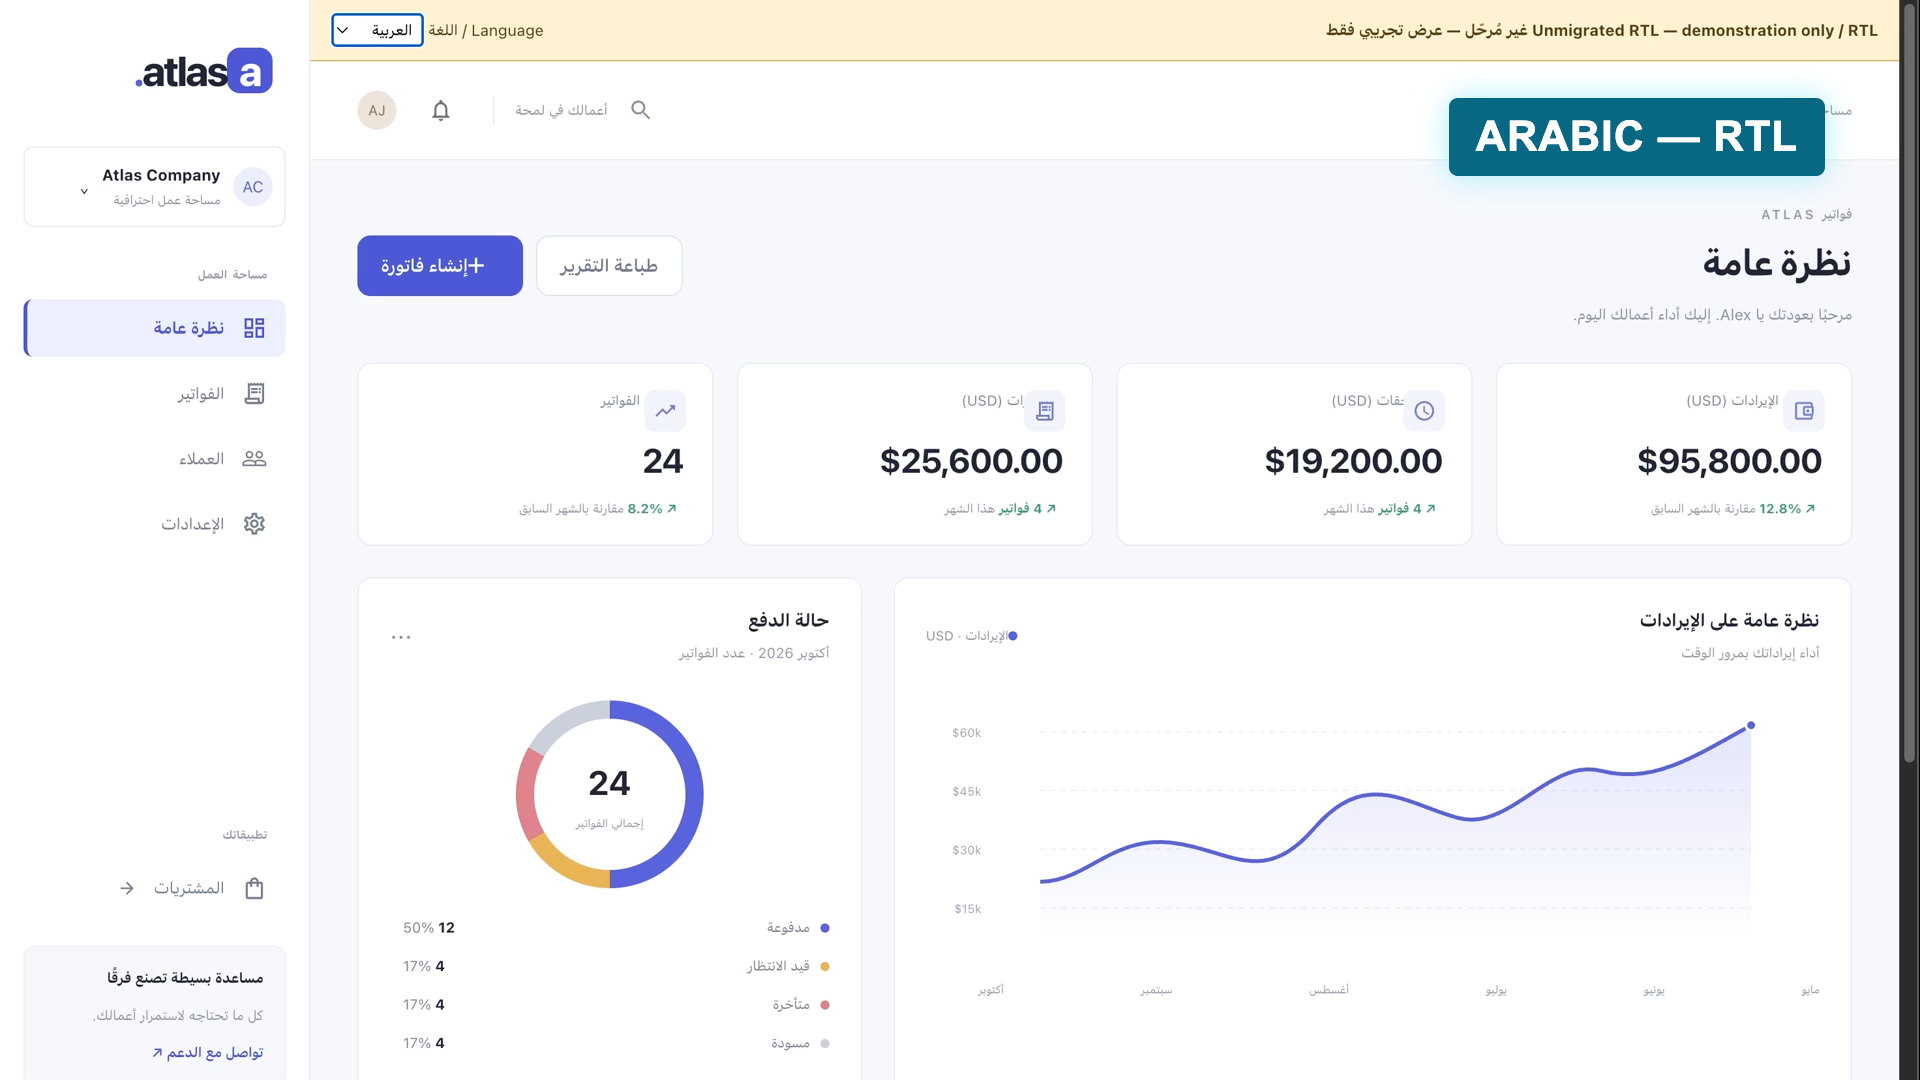 Unmigrated RTL — demonstration only / RTL غير مُرحّل — عرض تجريبي فقط
Language / اللغة
العربية
ARABIC — RTL
أعمالك في لمحة
AJ
atlas.
a
AC
Atlas Company
مساحة عمل احترافية
مساحة العمل
نظرة عامة
الفواتير
العملاء
الإعدادات
تطبيقاتك
المشتريات
مساعدة بسيطة تصنع فرقًا
كل ما تحتاجه لاستمرار أعمالك.
تواصل مع الدعم ↗
فواتير ATLAS
نظرة عامة
مرحبًا بعودتك يا Alex. إليك أداء أعمالك اليوم.
طباعة التقرير
+إنشاء فاتورة
الإيرادات (USD)
$95,800.00
↗ 12.8% مقارنة بالشهر السابق
(USD)
$19,200.00
↗ 4 فواتير هذا الشهر
(USD)
$25,600.00
↗ 4 فواتير هذا الشهر
الفواتير
24
↗ 8.2% مقارنة بالشهر السابق
نظرة عامة على الإيرادات
أداء إيراداتك بمرور الوقت
الإيرادات · USD
$60k
$45k
$30k
$15k
مايو
يونيو
يوليو
أغسطس
سبتمبر
أكتوبر
حالة الدفع
أكتوبر 2026 · عدد الفواتير
...
24
إجمالي الفواتير
مدفوعة 12 50%
قيد الانتظار 4 17%
متأخرة 4 17%
مسودة 4 17%